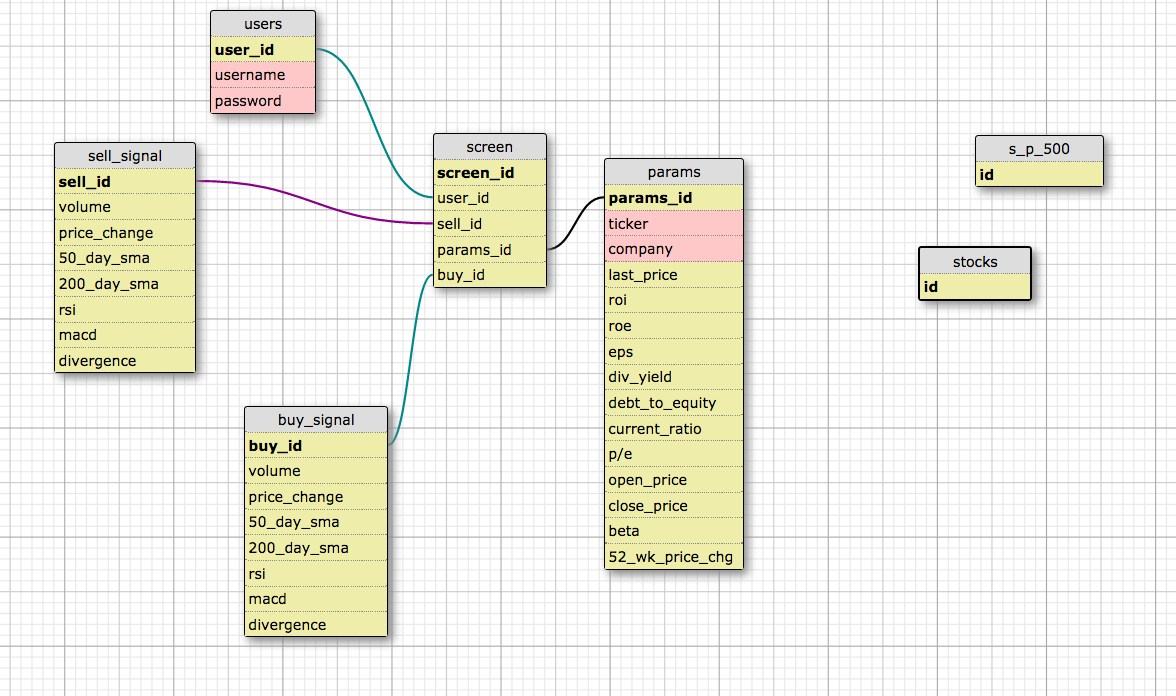 users
user_id
username
password
sell_signal
sell_id
volume
price_change
50_day_sma
200_day_sma
rsi
macd
divergence
screen
screen_id
user_id
sell_id
params_id
buy_id
params
params_id
ticker
company
last_price
roi
roe
eps
div_yield
debt_to_equity
current_ratio
p/e
open_price
close_price
beta
52_wk_price_chg
s_p_500
id
stocks
id
buy_signal
buy_id
volume
price_change
50_day_sma
200_day_sma
rsi
macd
divergence